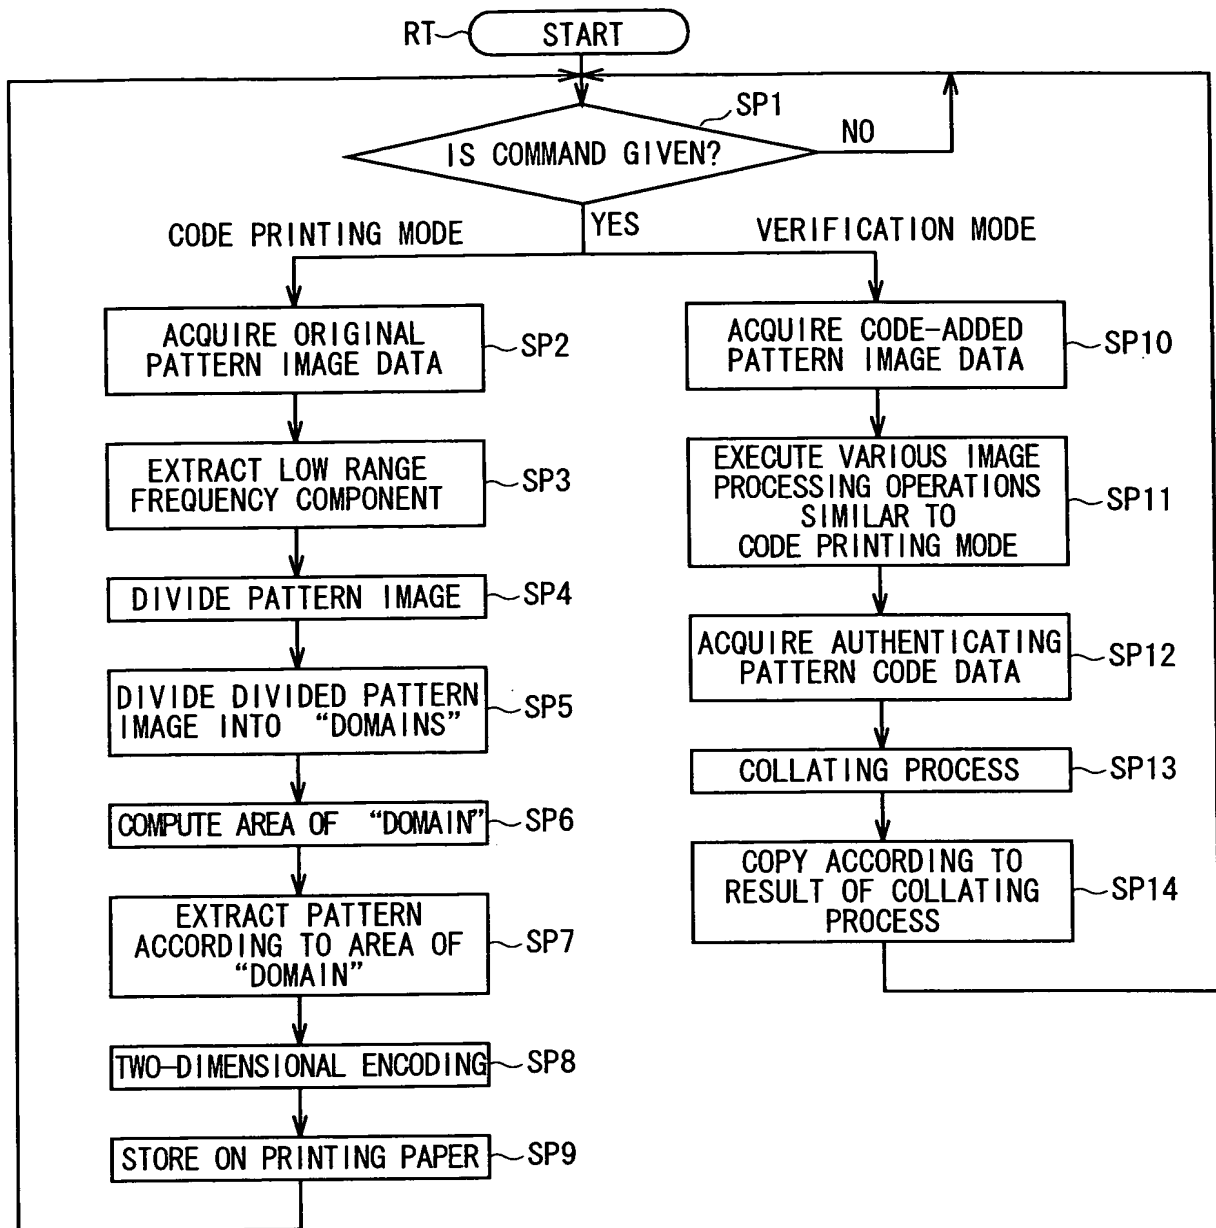 RT
START
SP1
IS COMMAND GIVEN?
NO
YES
CODE PRINTING MODE
VERIFICATION MODE
ACQUIRE ORIGINAL
PATTERN IMAGE DATA
SP2
EXTRACT LOW RANGE
FREQUENCY COMPONENT
SP3
DIVIDE PATTERN IMAGE
SP4
DIVIDE DIVIDED PATTERN
IMAGE INTO “DOMAINS”
SP5
COMPUTE AREA OF “DOMAIN”
SP6
EXTRACT PATTERN
ACCORDING TO AREA OF
“DOMAIN”
SP7
TWO-DIMENSIONAL ENCODING
SP8
STORE ON PRINTING PAPER
SP9
ACQUIRE CODE-ADDED
PATTERN IMAGE DATA
SP10
EXECUTE VARIOUS IMAGE
PROCESSING OPERATIONS
SIMILAR TO
CODE PRINTING MODE
SP11
ACQUIRE AUTHENTICATING
PATTERN CODE DATA
SP12
COLLATING PROCESS
SP13
COPY ACCORDING TO
RESULT OF COLLATING
PROCESS
SP14